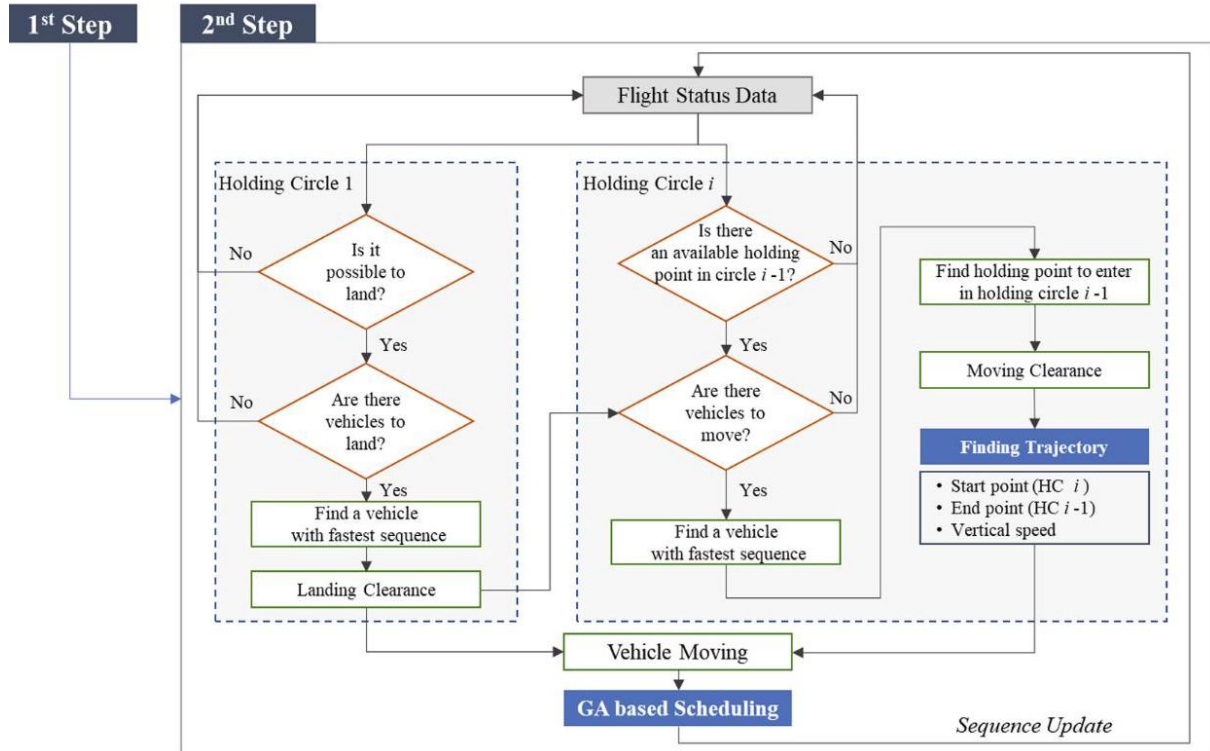 1st Step
2nd Step
Flight Status Data
Holding Circle 1
Is it
possible to
land?
No
Yes
Are there
vehicles to
land?
No
Yes
Find a vehicle
with fastest sequence
Landing Clearance
Holding Circle i
Is there
an available holding
point in circle i -1?
No
Yes
Are there
vehicles to
move?
No
Yes
Find a vehicle
with fastest sequence
Find holding point to enter
in holding circle i -1
Moving Clearance
Finding Trajectory
• Start point (HC i )
• End point (HC i -1)
• Vertical speed
Vehicle Moving
GA based Scheduling
Sequence Update